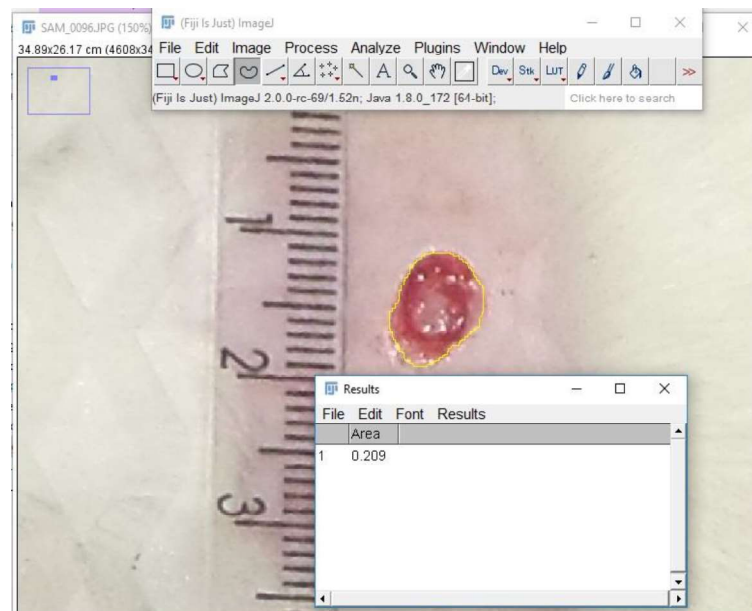 SAM_0096.JPG (150%)
(Fiji Is Just) ImageJ
34.89x26.17 cm (4608x34
File Edit Image Process Analyze Plugins Window Help
A Dev Stk LUT >>
(Fiji Is Just) ImageJ 2.0.0-rc-69/1.52n; Java 1.8.0_172 [64-bit];
Click here to search
1
2
3
Results
File Edit Font Results
Area
1 0.209